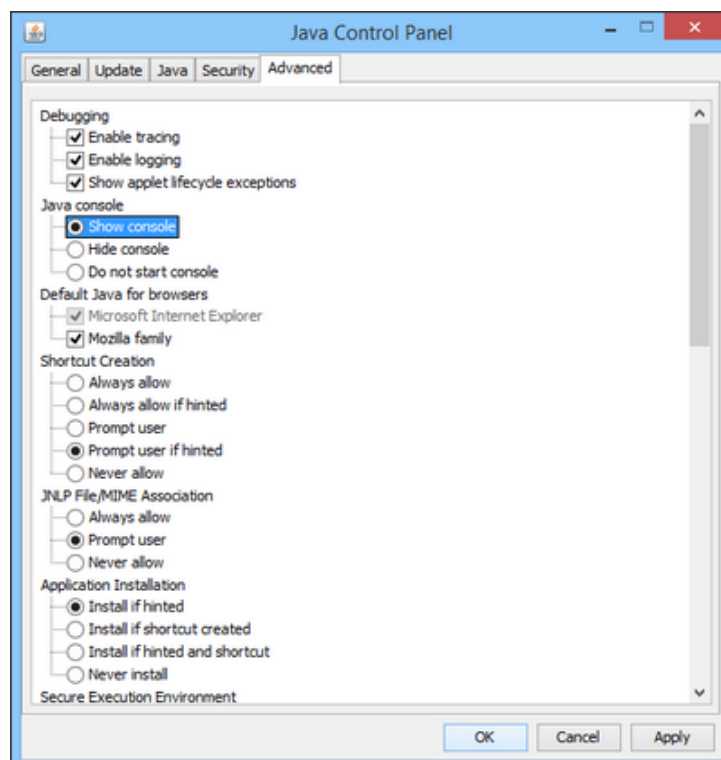 Java Control Panel
General Update Java Security Advanced
Debugging
Enable tracing
Enable logging
Show applet lifecycle exceptions
Java console
Show console
Hide console
Do not start console
Default Java for browsers
Microsoft Internet Explorer
Mozilla family
Shortcut Creation
Always allow
Always allow if hinted
Prompt user
Prompt user if hinted
Never allow
JNLP File/MIME Association
Always allow
Prompt user
Never allow
Application Installation
Install if hinted
Install if shortcut created
Install if hinted and shortcut
Never install
Secure Execution Environment
OK Cancel Apply